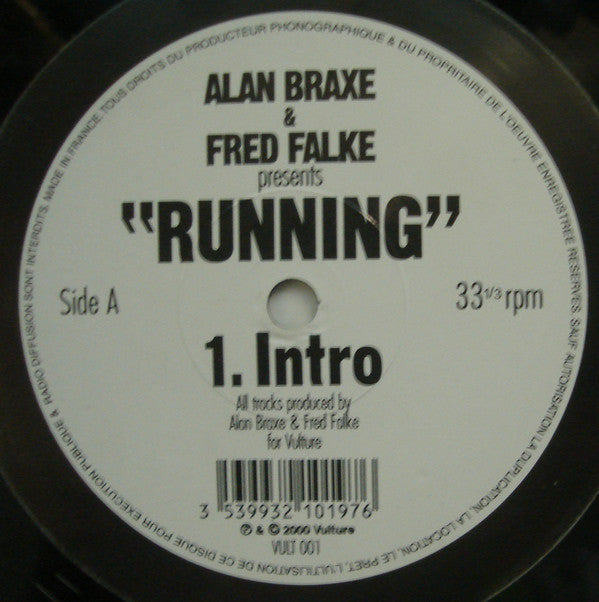 MADE IN FRANCE. TOUS DROITS DU PRODUCTEUR PHONOGRAPHIQUE & DU PROPRITAIRE DE L'OEUVRE ENREGISTREE RESERVES. SAUF AUTORISATION, LA DUPLICATION, LA LOCATION, LE PRET, L'UTILISATION DE CE DISQUE POUR EXECUTION PUBLIQUE & RADIO DIFFUSION SONT INTERDITS.
ALAN BRAXE
&
FRED FALKE
presents
"RUNNING"
Side A
33 1/3 rpm
1. Intro
All tracks produced by
Alan Braxe & Fred Falke
for Vulture
3 539932 101976
℗ & © 2000 Vulture
VULT 001